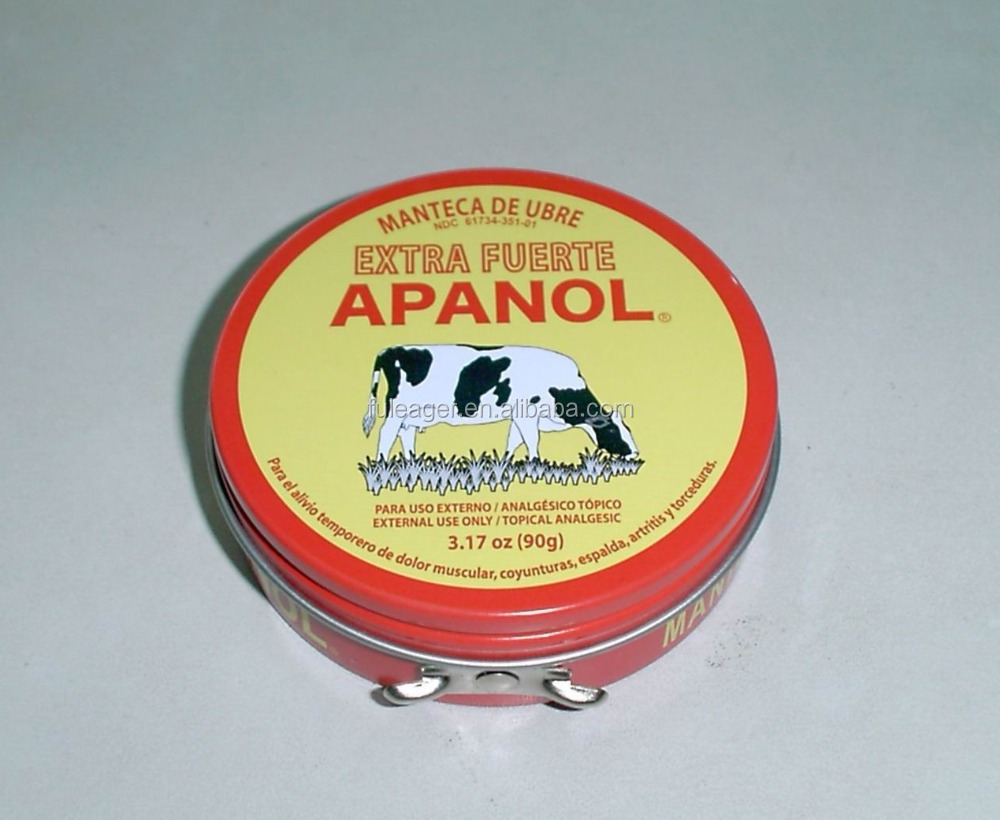 MANTECA DE UBRE
NDC 61734-351-01
EXTRA FUERTE
APANOL®
fuleager.en.alibaba.com
PARA USO EXTERNO / ANALGÉSICO TÓPICO
EXTERNAL USE ONLY / TOPICAL ANALGESIC
3.17 oz (90g)
Para el alivio temporero de dolor muscular, coyunturas, espalda, artritis y torceduras.
OL
MAN